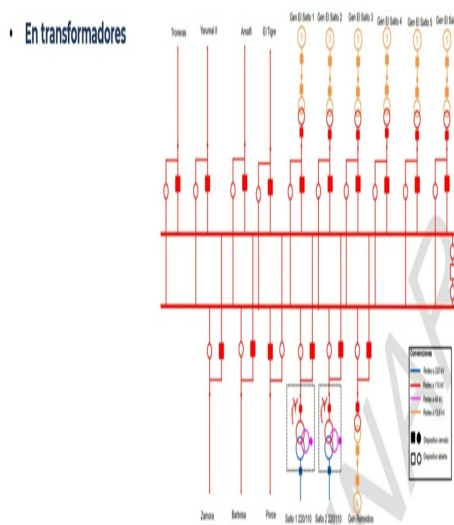 • En transformadores
Troneras
Yarumal II
Amalfi
El Tigre
Gen El Salto 1
Gen El Salto 2
Gen El Salto 3
Gen El Salto 4
Gen El Salto 5
Gen El Sal
Convenciones
Redes a 220 kV
Redes a 110 kV
Redes a 44 kV
Redes a 13,8 kV
Dispositivo cerrado
Dispositivo abierto
Zamora
Barbosa
Porce
Salto 1 220/110
Salto 2 220/110
Gen Remedios